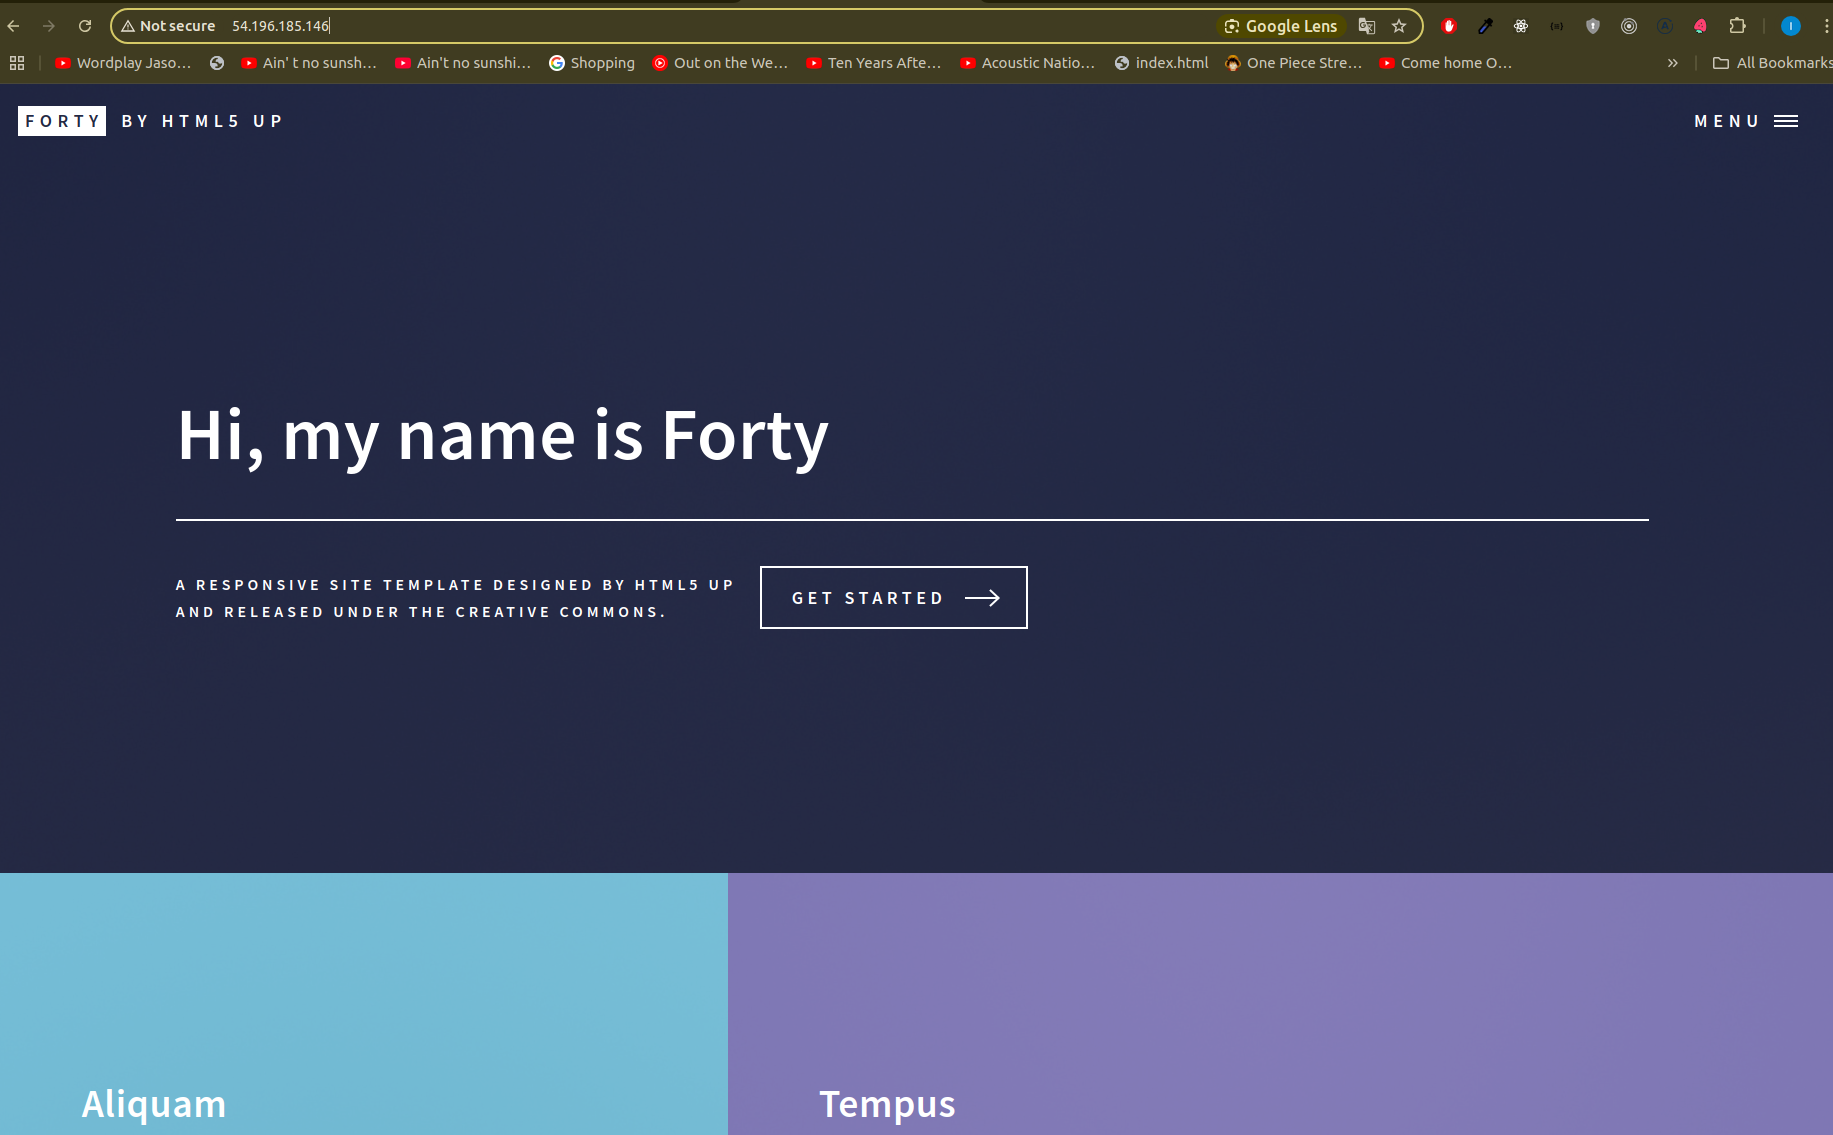 Not secure 54.196.185.146 Google Lens
Wordplay Jaso... Ain' t no sunsh... Ain't no sunshi... Shopping Out on the We... Ten Years Afte... Acoustic Natio... index.html One Piece Stre... Come home O... » All Bookmarks
FORTY BY HTML5 UP MENU
Hi, my name is Forty
A RESPONSIVE SITE TEMPLATE DESIGNED BY HTML5 UP
AND RELEASED UNDER THE CREATIVE COMMONS.
GET STARTED
Aliquam Tempus